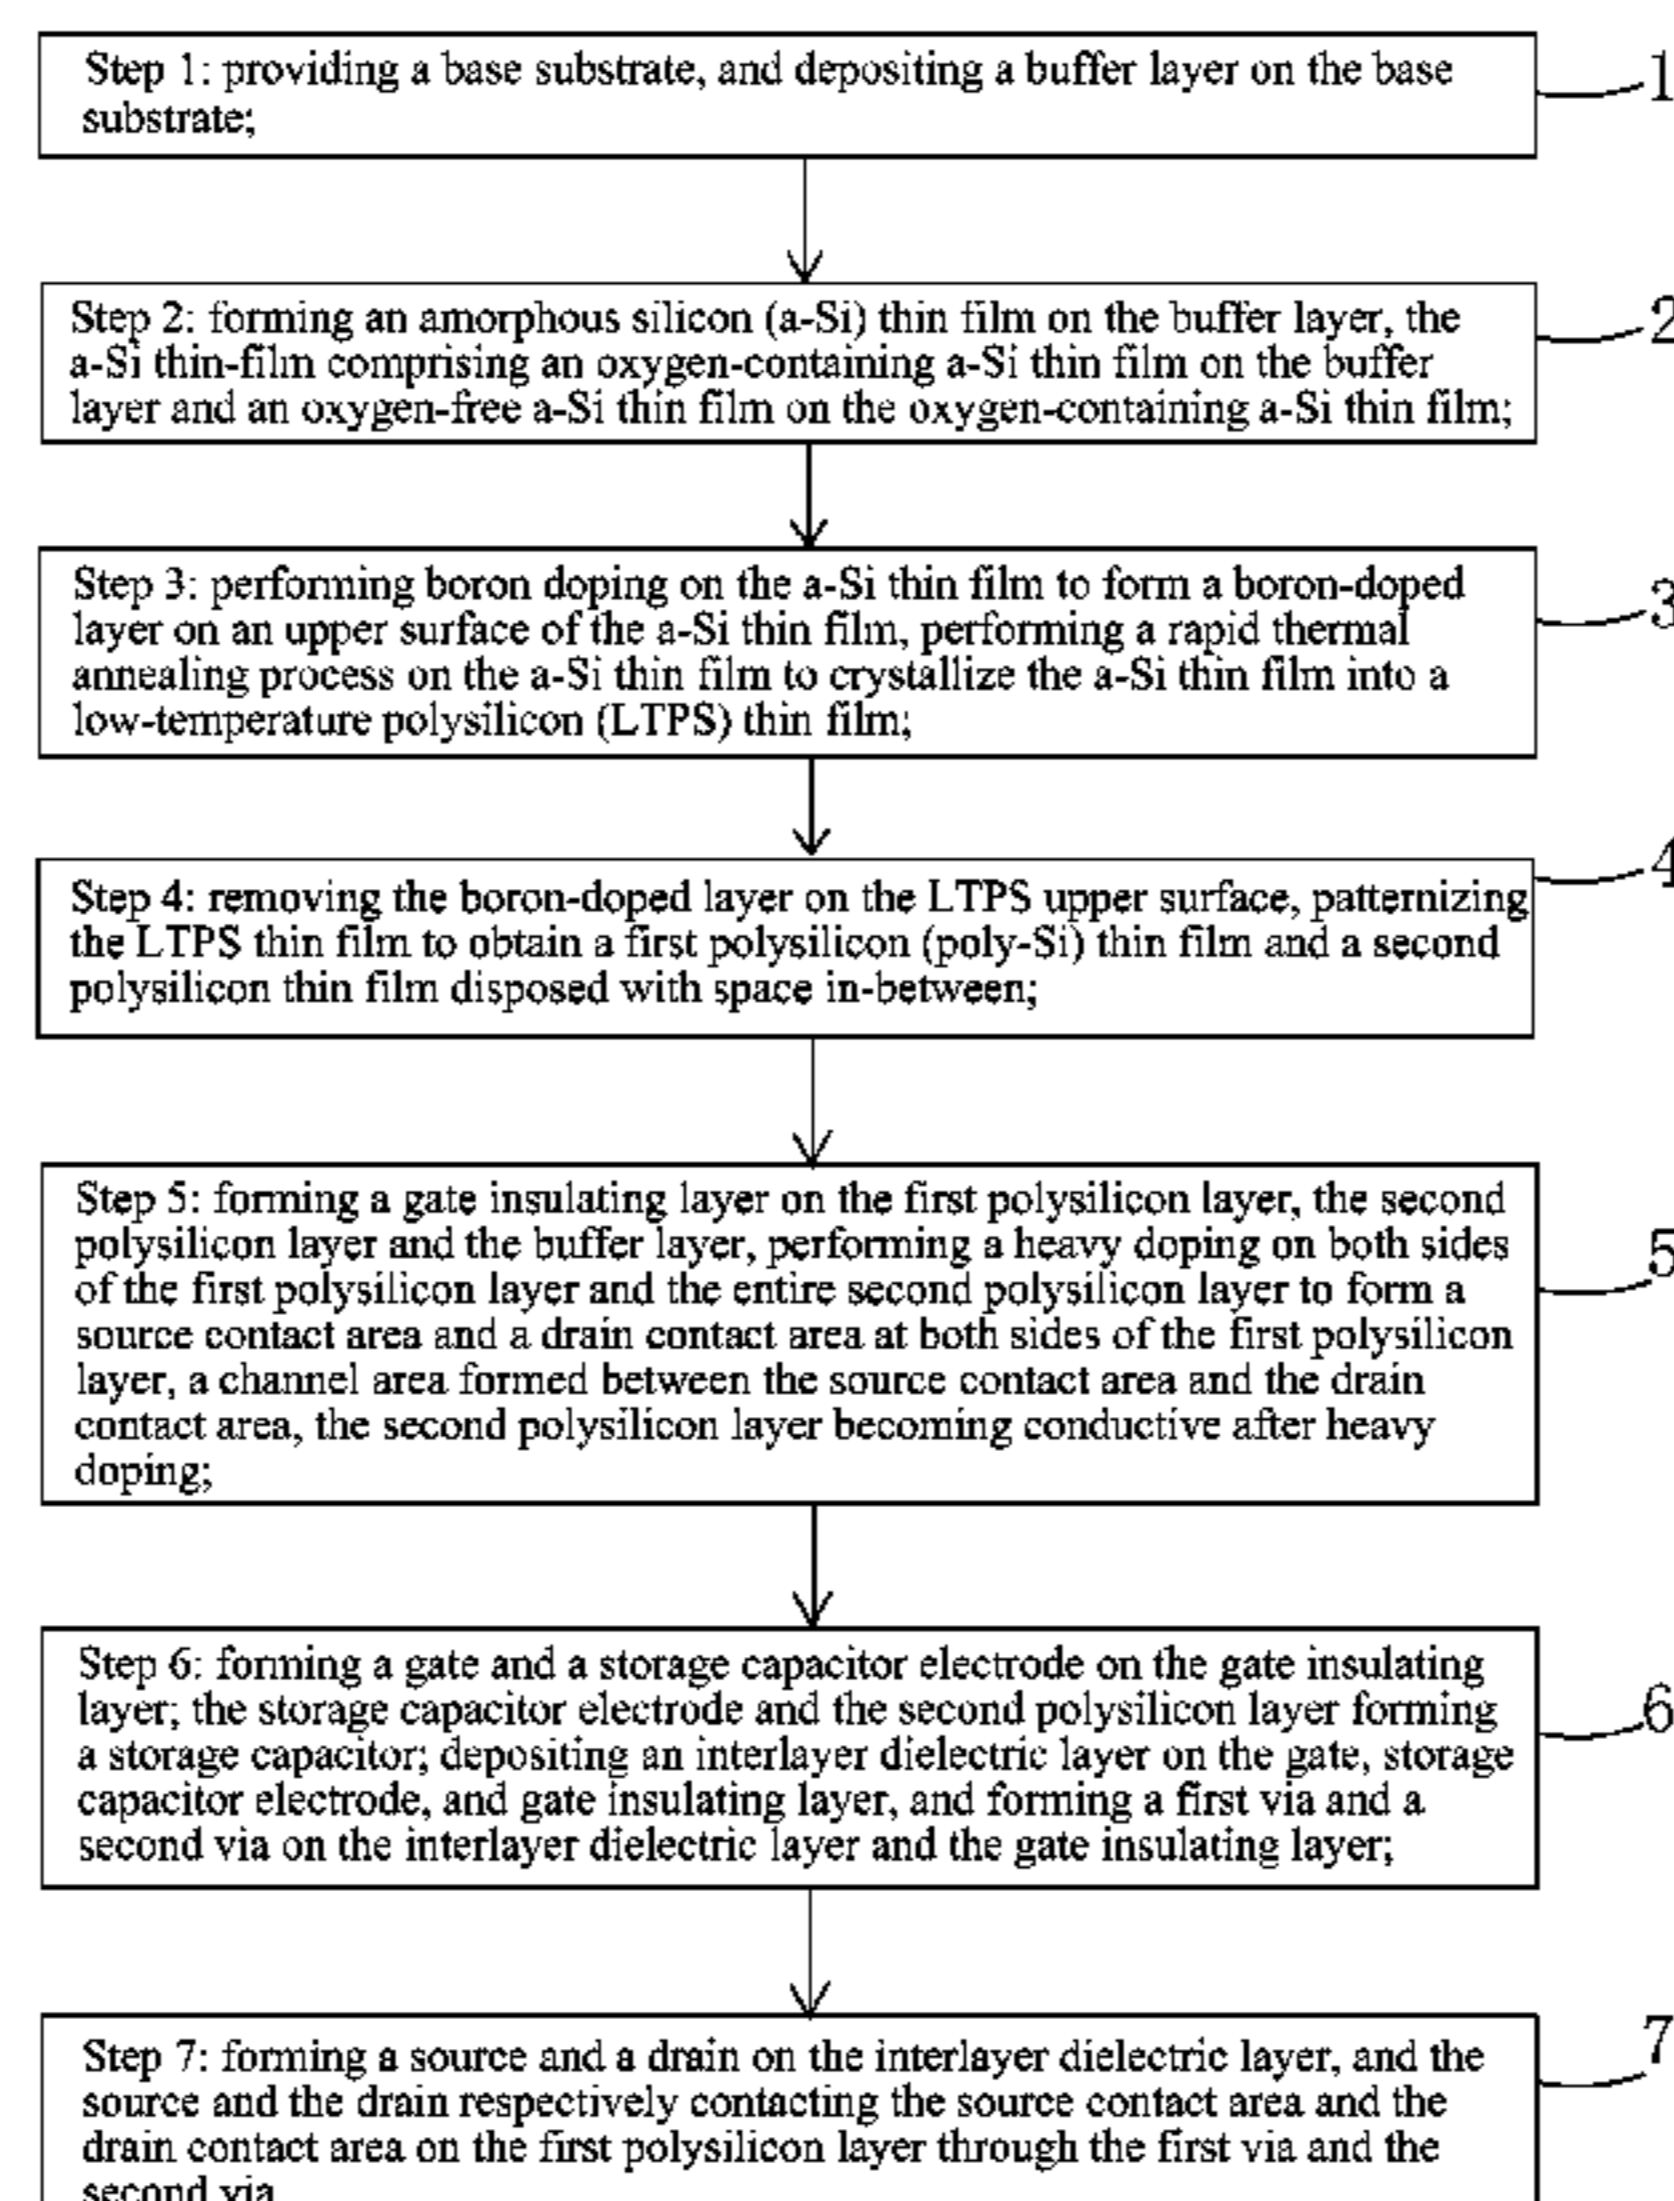 Step 1: providing a base substrate, and depositing a buffer layer on the base
substrate;
1
Step 2: forming an amorphous silicon (a-Si) thin film on the buffer layer, the
a-Si thin-film comprising an oxygen-containing a-Si thin film on the buffer
layer and an oxygen-free a-Si thin film on the oxygen-containing a-Si thin film;
2
Step 3: performing boron doping on the a-Si thin film to form a boron-doped
layer on an upper surface of the a-Si thin film, performing a rapid thermal
annealing process on the a-Si thin film to crystallize the a-Si thin film into a
low-temperature polysilicon (LTPS) thin film;
3
Step 4: removing the boron-doped layer on the LTPS upper surface, patternizing
the LTPS thin film to obtain a first polysilicon (poly-Si) thin film and a second
polysilicon thin film disposed with space in-between;
4
Step 5: forming a gate insulating layer on the first polysilicon layer, the second
polysilicon layer and the buffer layer, performing a heavy doping on both sides
of the first polysilicon layer and the entire second polysilicon layer to form a
source contact area and a drain contact area at both sides of the first polysilicon
layer, a channel area formed between the source contact area and the drain
contact area, the second polysilicon layer becoming conductive after heavy
doping;
5
Step 6: forming a gate and a storage capacitor electrode on the gate insulating
layer; the storage capacitor electrode and the second polysilicon layer forming
a storage capacitor; depositing an interlayer dielectric layer on the gate, storage
capacitor electrode, and gate insulating layer, and forming a first via and a
second via on the interlayer dielectric layer and the gate insulating layer;
6
Step 7: forming a source and a drain on the interlayer dielectric layer, and the
source and the drain respectively contacting the source contact area and the
drain contact area on the first polysilicon layer through the first via and the
second via
7